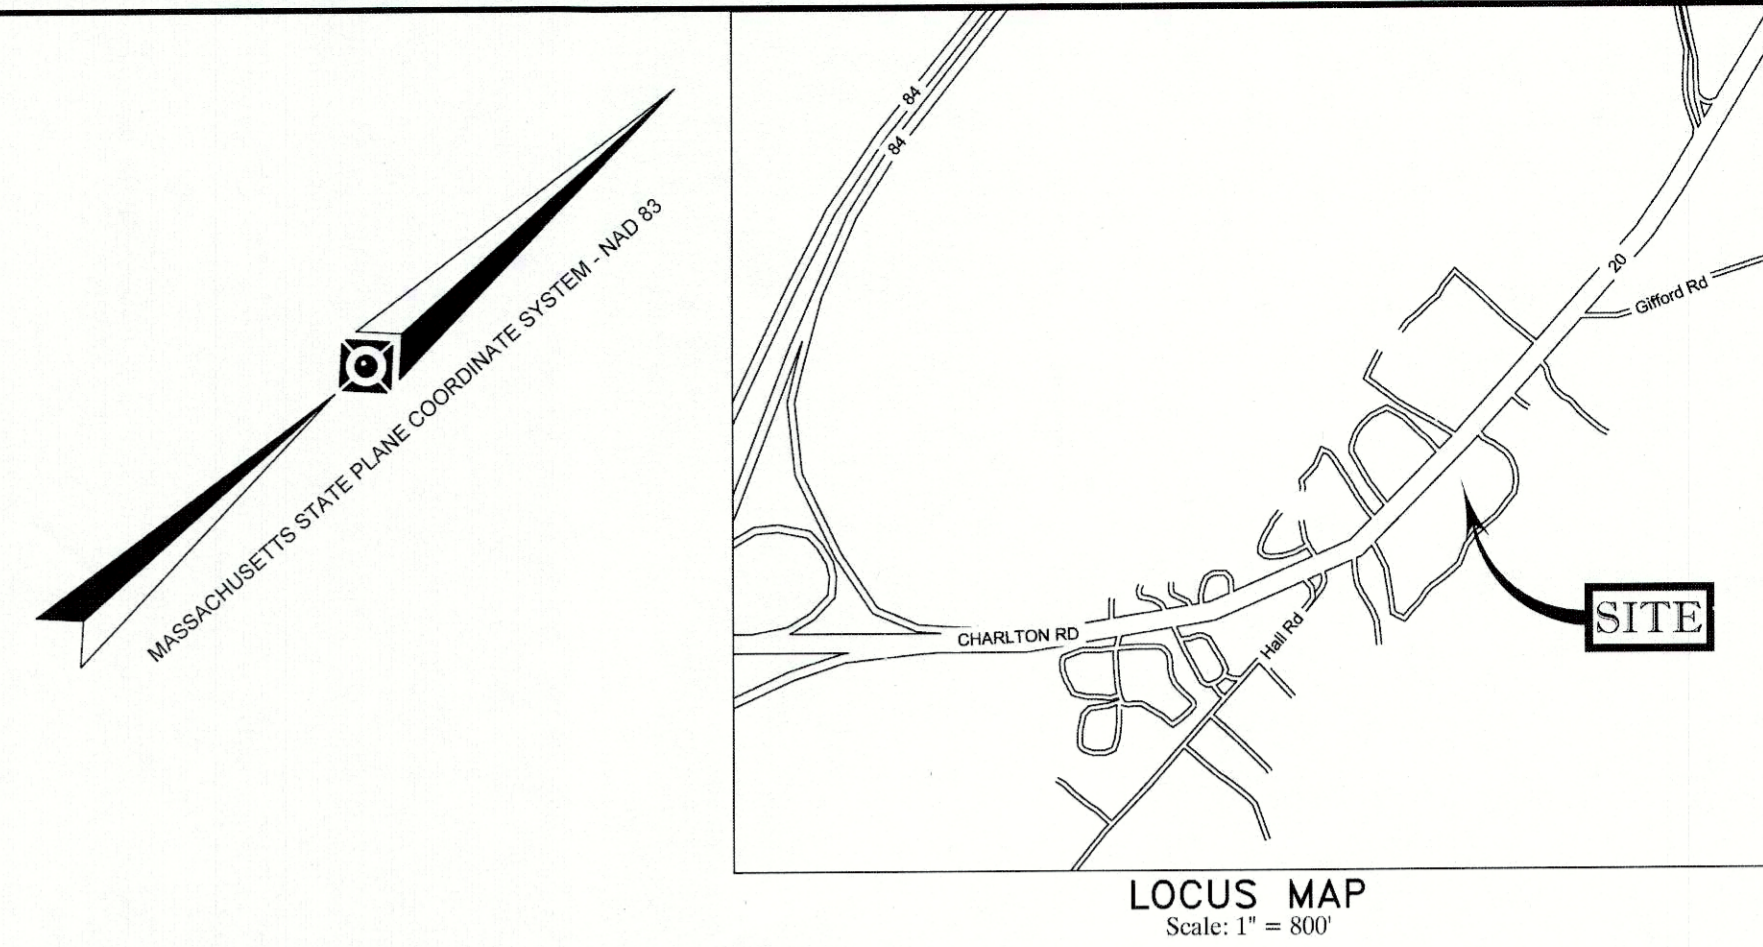 MASSACHUSETTS STATE PLANE COORDINATE SYSTEM - NAD 83
84
84
20
Gifford Rd
CHARLTON RD
Hall Rd
SITE
LOCUS MAP
Scale: 1" = 800'